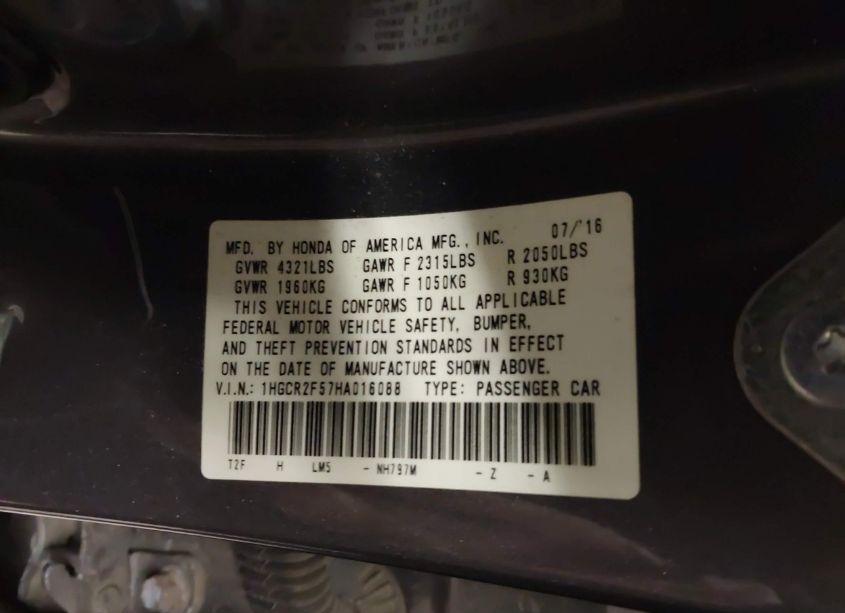 MFD. BY HONDA OF AMERICA MFG., INC. 07/'16
GVWR 4321LBS GAWR F 2315LBS R 2050LBS
GVWR 1960KG GAWR F 1050KG R 930KG
THIS VEHICLE CONFORMS TO ALL APPLICABLE
FEDERAL MOTOR VEHICLE SAFETY, BUMPER,
AND THEFT PREVENTION STANDARDS IN EFFECT
ON THE DATE OF MANUFACTURE SHOWN ABOVE.
V.I.N.: 1HGCR2F57HA016088 TYPE: PASSENGER CAR
T2F H LM5 - NH797M - Z - A